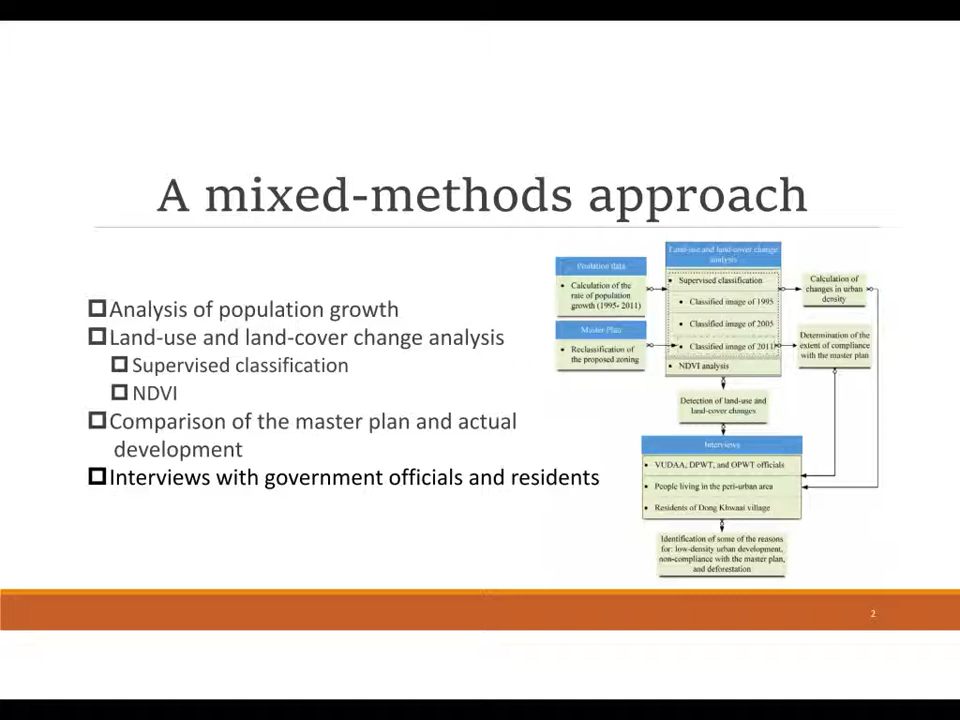 A mixed-methods approach
Analysis of population growth
Land-use and land-cover change analysis
Supervised classification
NDVI
Comparison of the master plan and actual
development
Interviews with government officials and residents
Poulation data
Calculation of the
rate of population
growth (1995- 2011)
Master Plan
Reclassification of
the proposed zoning
Land-use and land-cover change
analysis
Supervised classification
Classified image of 1995
Classified image of 2005
Classified image of 2011
NDVI analysis
Calculation of
changes in urban
density
Determination of the
extent of compliance
with the master plan
Detection of land-use and
land-cover changes
Interviews
VUDAA, DPWT, and OPWT officials
People living in the peri-urban area
Residents of Dong Khwaai village
Identification of some of the reasons
for: low-density urban development,
non-compliance with the master plan,
and deforestation
2